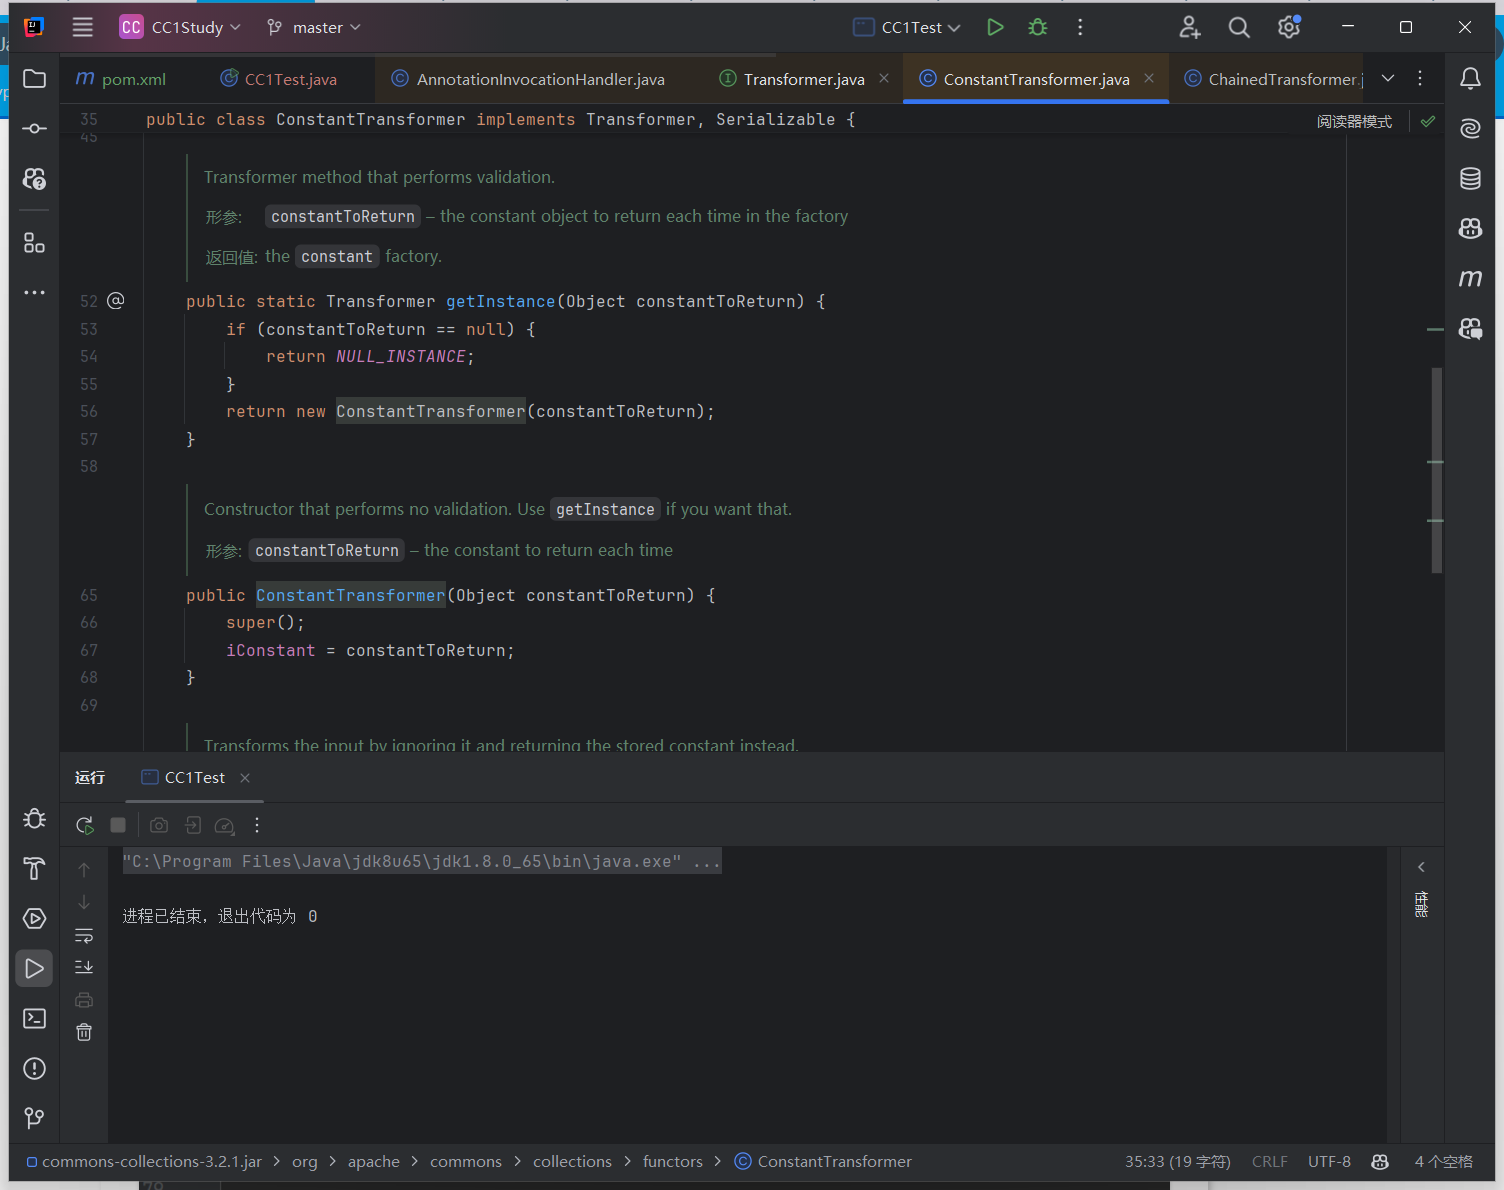 CC CC1Study master CC1Test
m pom.xml CC1Test.java AnnotationInvocationHandler.java Transformer.java ConstantTransformer.java ChainedTransformer.j
35 public class ConstantTransformer implements Transformer, Serializable {
阅读器模式
45
Transformer method that performs validation.
形参: constantToReturn – the constant object to return each time in the factory
返回值: the constant factory.
52 @ public static Transformer getInstance(Object constantToReturn) {
53 if (constantToReturn == null) {
54 return NULL_INSTANCE;
55 }
56 return new ConstantTransformer(constantToReturn);
57 }
58
Constructor that performs no validation. Use getInstance if you want that.
形参: constantToReturn – the constant to return each time
65 public ConstantTransformer(Object constantToReturn) {
66 super();
67 iConstant = constantToReturn;
68 }
69
Transforms the input by ignoring it and returning the stored constant instead.
运行 CC1Test
"C:\Program Files\Java\jdk8u65\jdk1.8.0_65\bin\java.exe" ...
进程已结束，退出代码为 0
性能
commons-collections-3.2.1.jar > org > apache > commons > collections > functors > ConstantTransformer
35:33 (19 字符) CRLF UTF-8 4 个空格
79